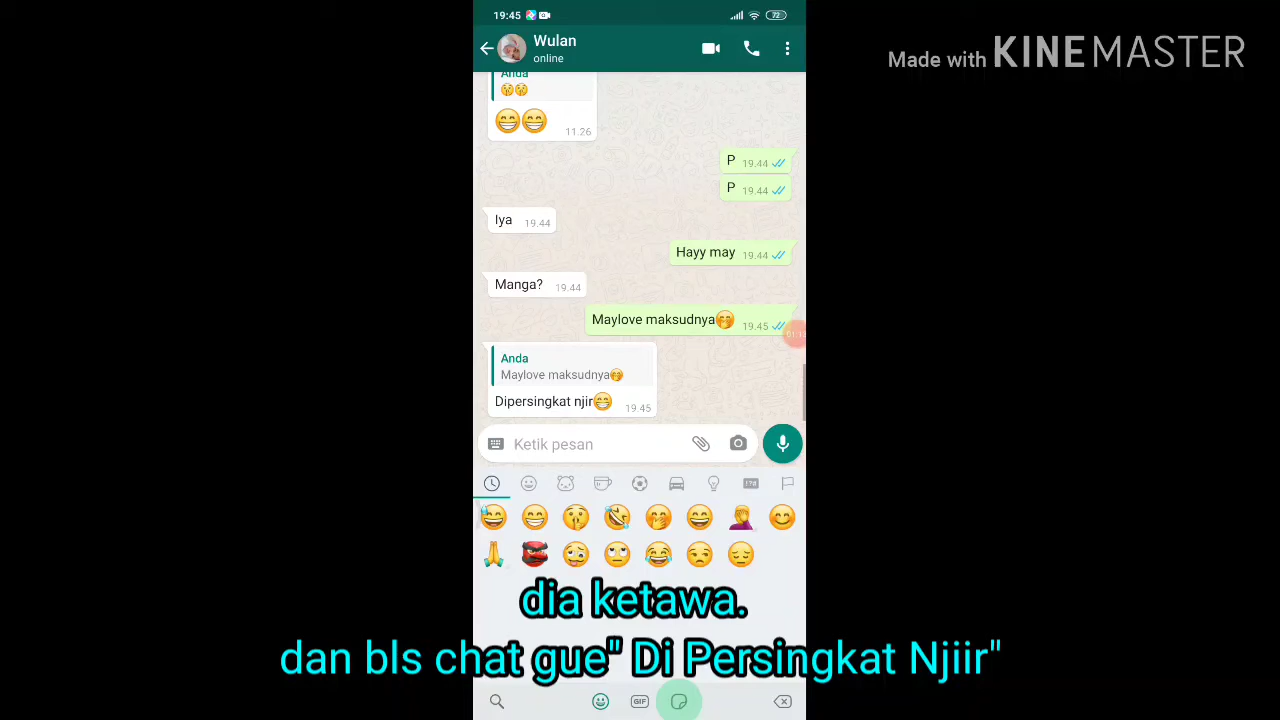 19:45
72
Made with KINEMASTER
Wulan
online
Anda
11.26
P 19.44
P 19.44
Iya 19.44
Hayy may 19.44
Manga? 19.44
Maylove maksudnya 19.45
Anda
Maylove maksudnya
Dipersingkat njir 19.45
Ketik pesan
dia ketawa.
dan bls chat gue" Di Persingkat Njiir"
GIF